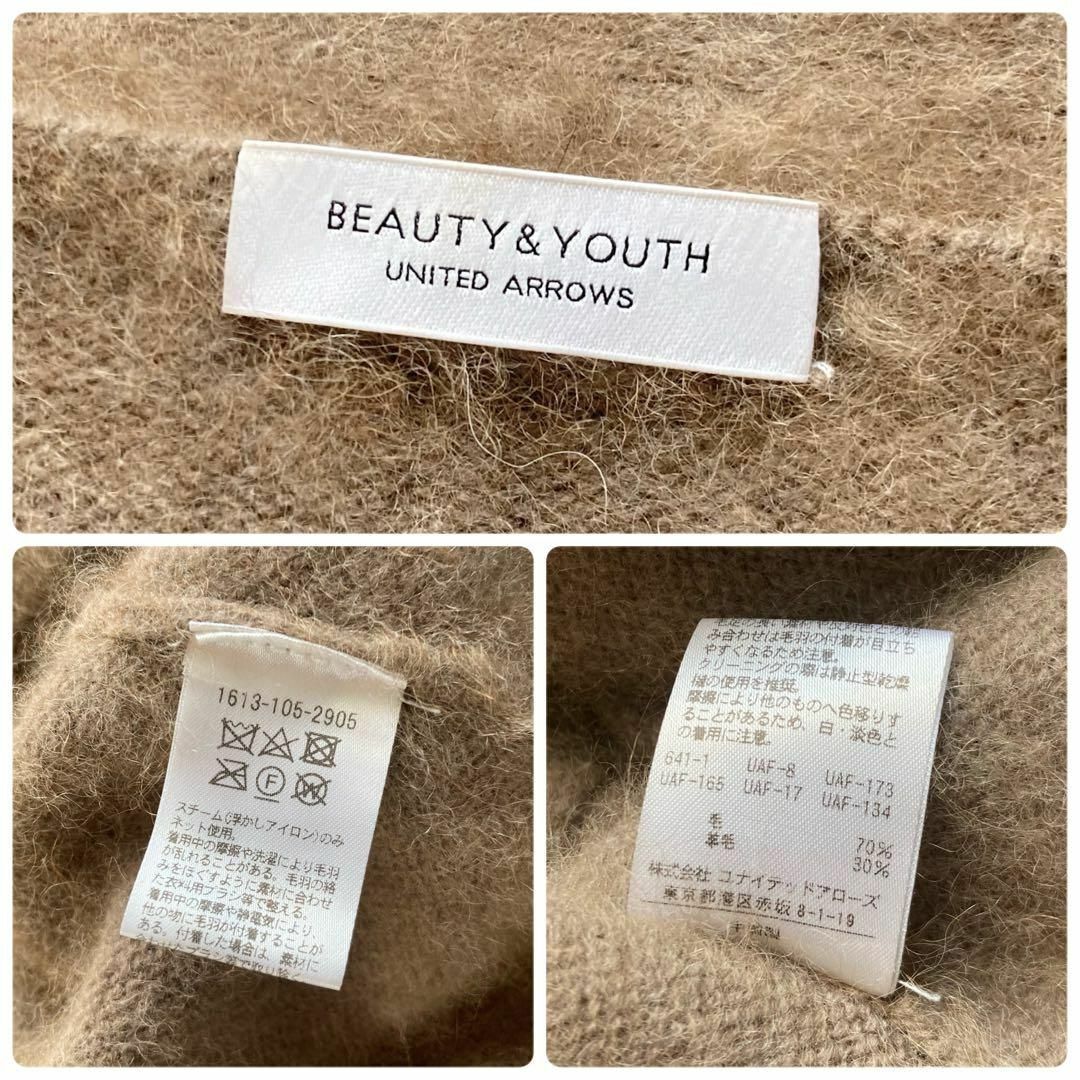 BEAUTY&YOUTH
UNITED ARROWS
1613-105-2905
F W
スチーム(浮かしアイロン)のみ
ネット使用。
着用中の摩擦や洗濯により毛羽
が乱れることがある。毛羽の絡
みをほぐすように素材に合わせ
た衣料用ブラシ等で整える。
着用中の摩擦や静電気により、
他の物に毛羽が付着することが
ある。付着した場合は、素材に
み合わせは毛羽の付着が目立ち
やすくなるため注意。
クリーニングの際は静止型乾燥
機の使用を推奨。
摩擦により他のものへ色移りす
ることがあるため、白・淡色と
の着用に注意。
641-1 UAF-8 UAF-173
UAF-165 UAF-17 UAF-134
毛 70%
羊毛 30%
株式会社 ユナイテッドアローズ
東京都港区赤坂8-1-19